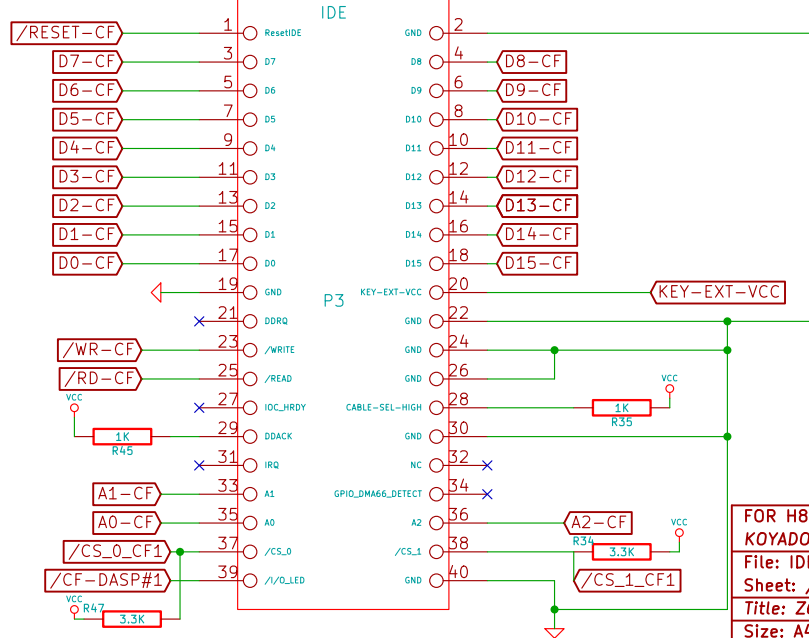 IDE
/RESET-CF 1 ResetIDE GND 2
D7-CF 3 D7 D8 4 D8-CF
D6-CF 5 D6 D9 6 D9-CF
D5-CF 7 D5 D10 8 D10-CF
D4-CF 9 D4 D11 10 D11-CF
D3-CF 11 D3 D12 12 D12-CF
D2-CF 13 D2 D13 14 D13-CF
D1-CF 15 D1 D14 16 D14-CF
D0-CF 17 D0 D15 18 D15-CF
19 GND P3 KEY-EXT-VCC 20 KEY-EXT-VCC
21 DDRQ GND 22
/WR-CF 23 /WRITE GND 24
/RD-CF 25 /READ GND 26
VCC 27 IOC_HRDY CABLE-SEL-HIGH 28 1K R35 VCC
1K R45 29 DDACK GND 30
31 IRQ NC 32
A1-CF 33 A1 GPIO_DMA66_DETECT 34
A0-CF 35 A0 A2 36 A2-CF
/CS_0_CF1 37 /CS_0 /CS_1 38 R34 3.3K VCC
/CF-DASP#1 39 /I/O_LED GND 40 /CS_1_CF1
VCC R47 3.3K
FOR H8
KOYADO
File: IDI
Sheet: /
Title: Ze
Size: A4